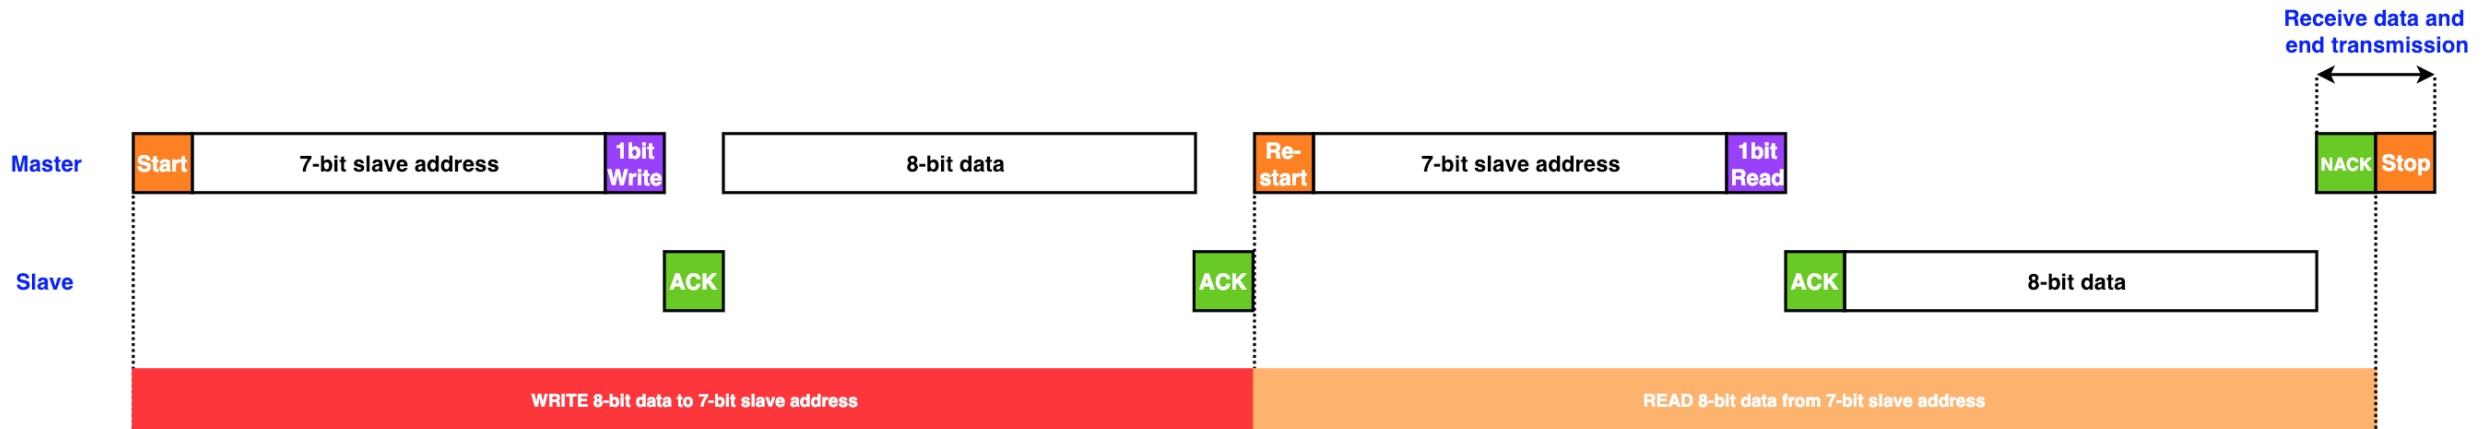 Receive data and
end transmission
Master
Start
7-bit slave address
1bit
Write
8-bit data
Re-
start
7-bit slave address
1bit
Read
NACK
Stop
Slave
ACK
ACK
ACK
8-bit data
WRITE 8-bit data to 7-bit slave address
READ 8-bit data from 7-bit slave address